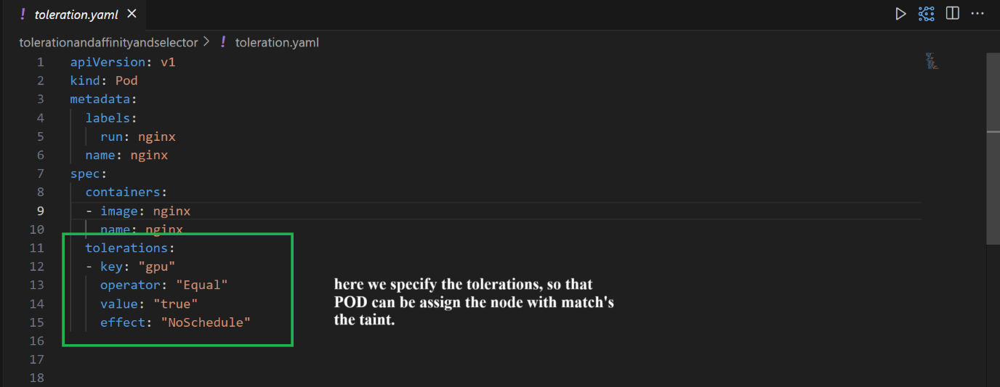 ! toleration.yaml ×
tolerationandaffinityandselector > ! toleration.yaml
1 apiVersion: v1
2 kind: Pod
3 metadata:
4 labels:
5 run: nginx
6 name: nginx
7 spec:
8 containers:
9 - image: nginx
10 name: nginx
11 tolerations:
12 - key: "gpu"
13 operator: "Equal"
14 value: "true"
15 effect: "NoSchedule"
16
17
18
here we specify the tolerations, so that
POD can be assign the node with match's
the taint.